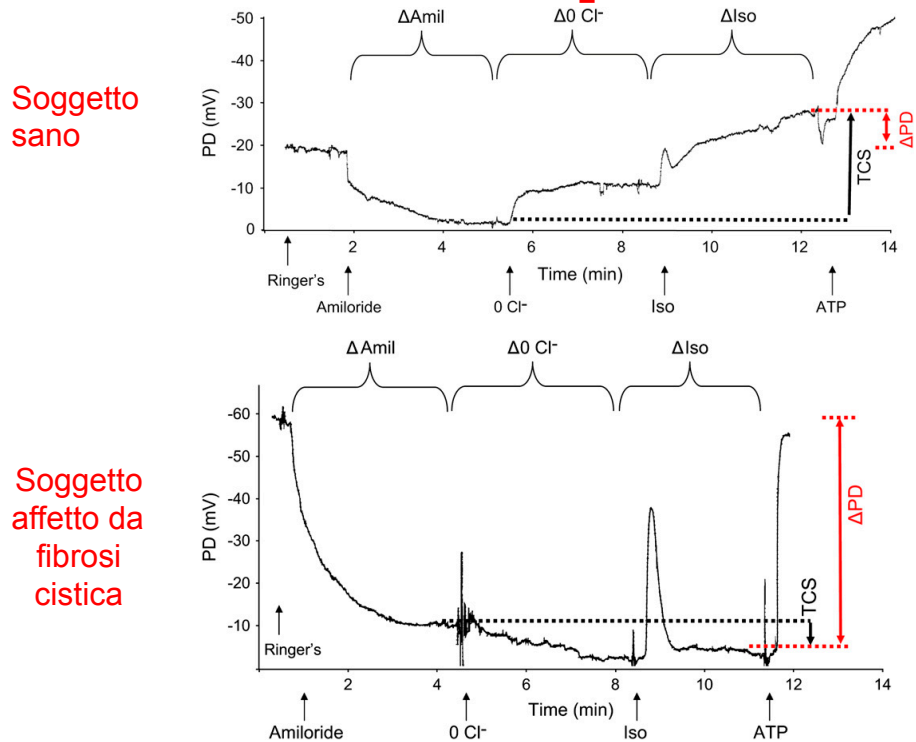 ΔAmil
Δ0 Cl⁻
ΔIso
Soggetto
sano
PD (mV)
-50
-40
-30
-20
-10
0
ΔPD
TCS
2
4
6
8
10
12
14
Time (min)
Ringer's
Amiloride
0 Cl⁻
Iso
ATP
Δ Amil
Δ0 Cl⁻
ΔIso
Soggetto
affetto da
fibrosi
cistica
PD (mV)
-60
-50
-40
-30
-20
-10
ΔPD
TCS
Ringer's
2
4
6
8
10
12
14
Time (min)
Amiloride
0 Cl⁻
Iso
ATP